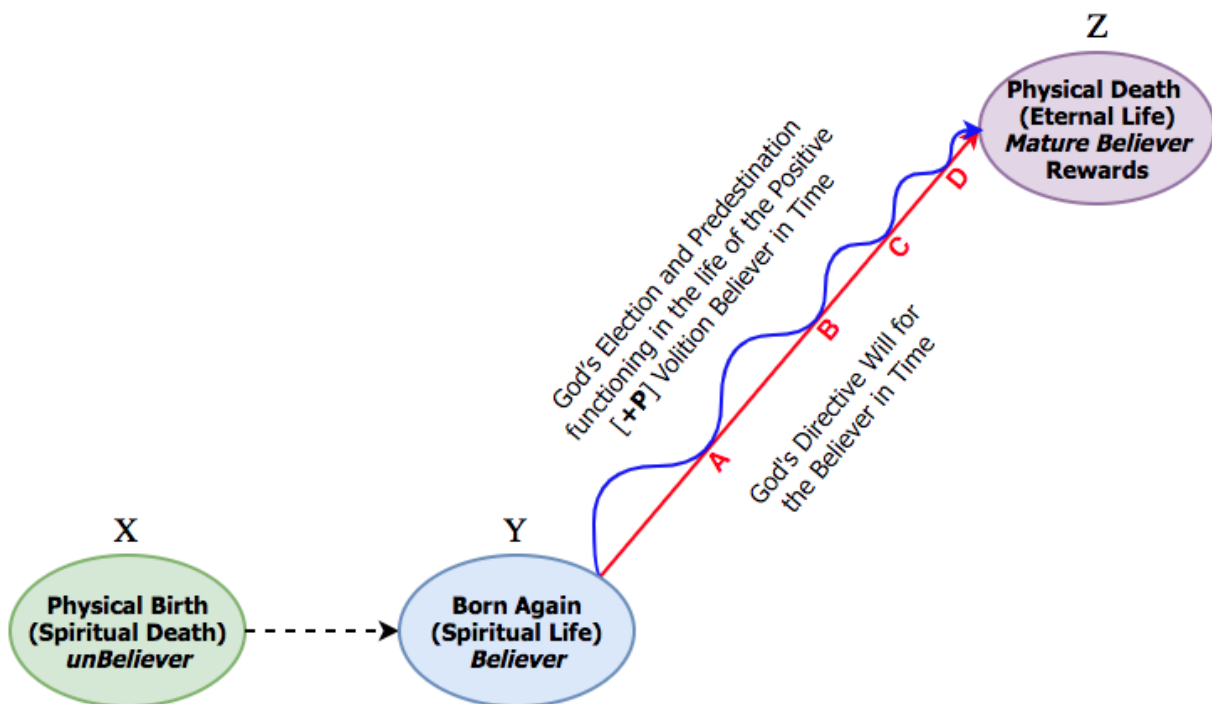 Z
Physical Death
(Eternal Life)
Mature Believer
Rewards
God's Election and Predestination
functioning in the life of the Positive
[+P] Volition Believer in Time
D
C
B
A
God's Directive Will for
the Believer in Time
X
Physical Birth
(Spiritual Death)
unBeliever
Y
Born Again
(Spiritual Life)
Believer